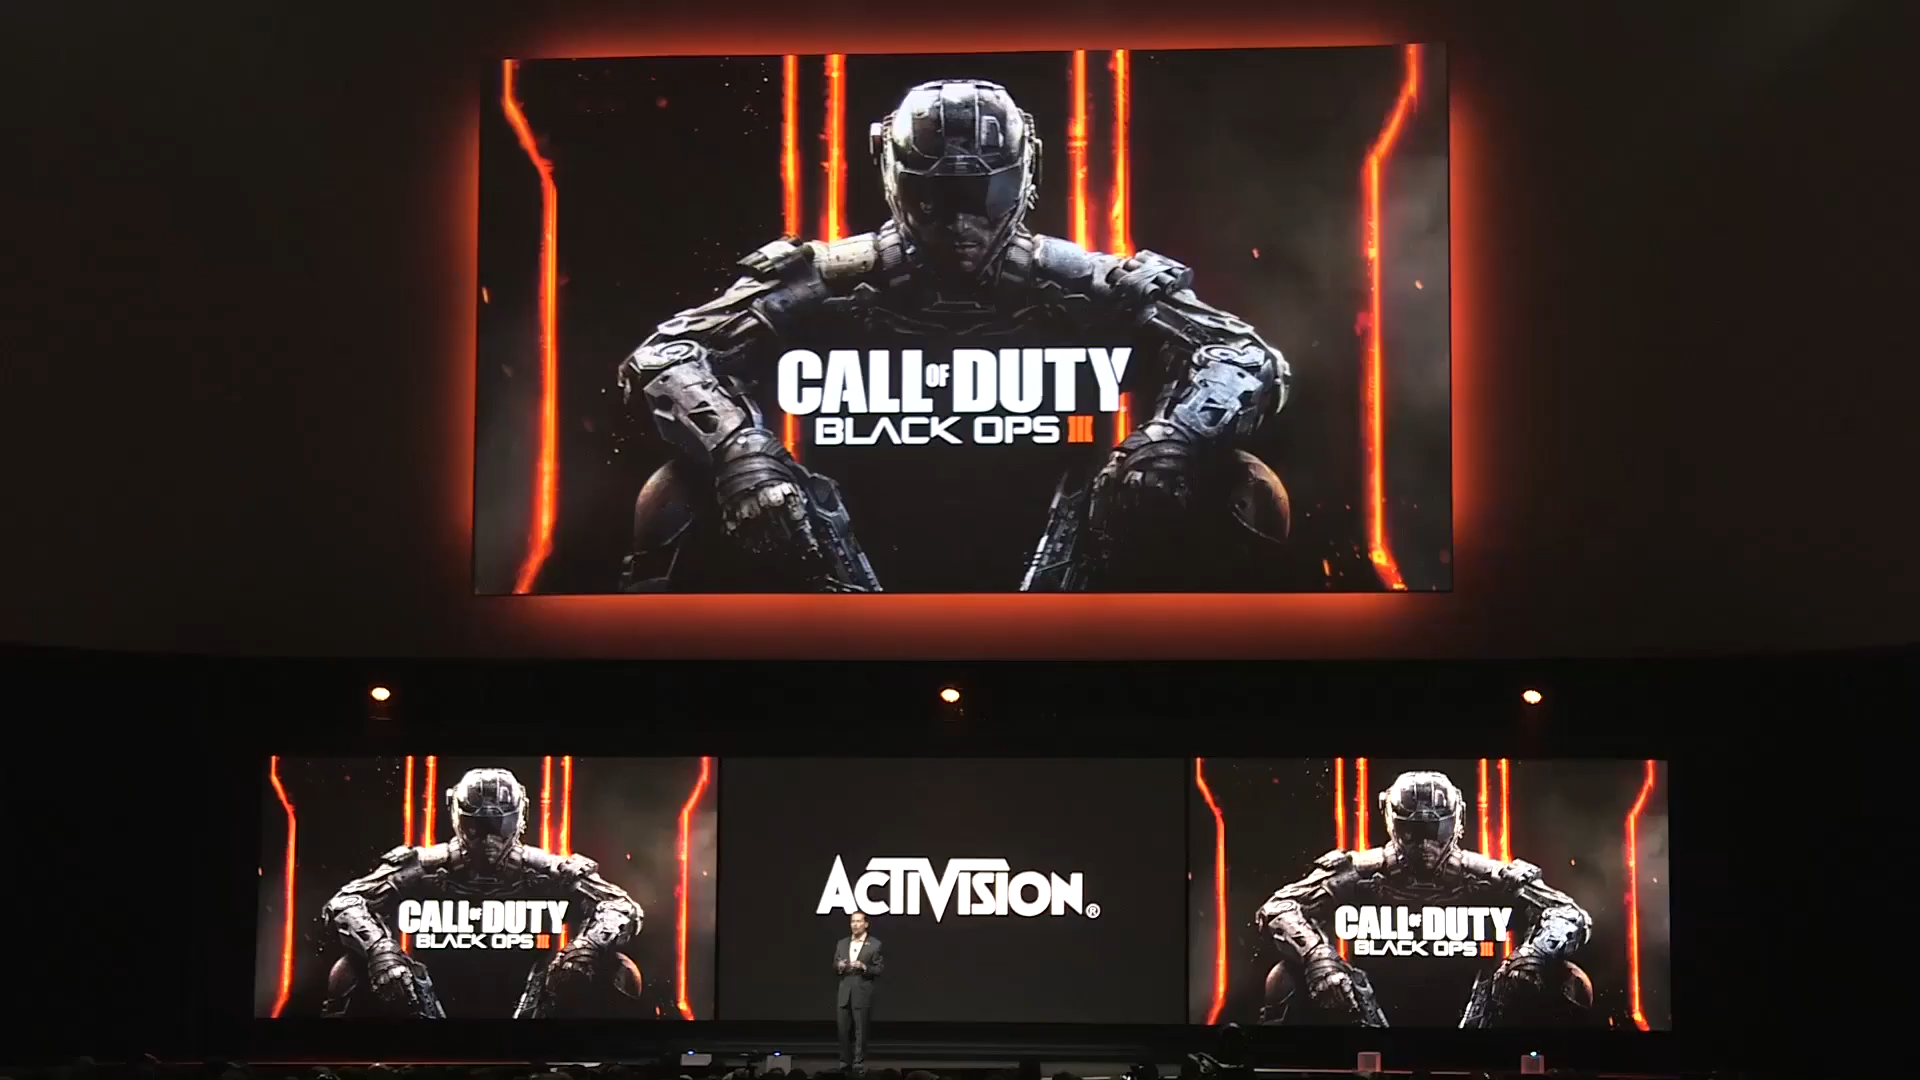 CALL OF DUTY
BLACK OPS III
CALL OF DUTY
BLACK OPS III
ACTIVISION®
CALL OF DUTY
BLACK OPS III